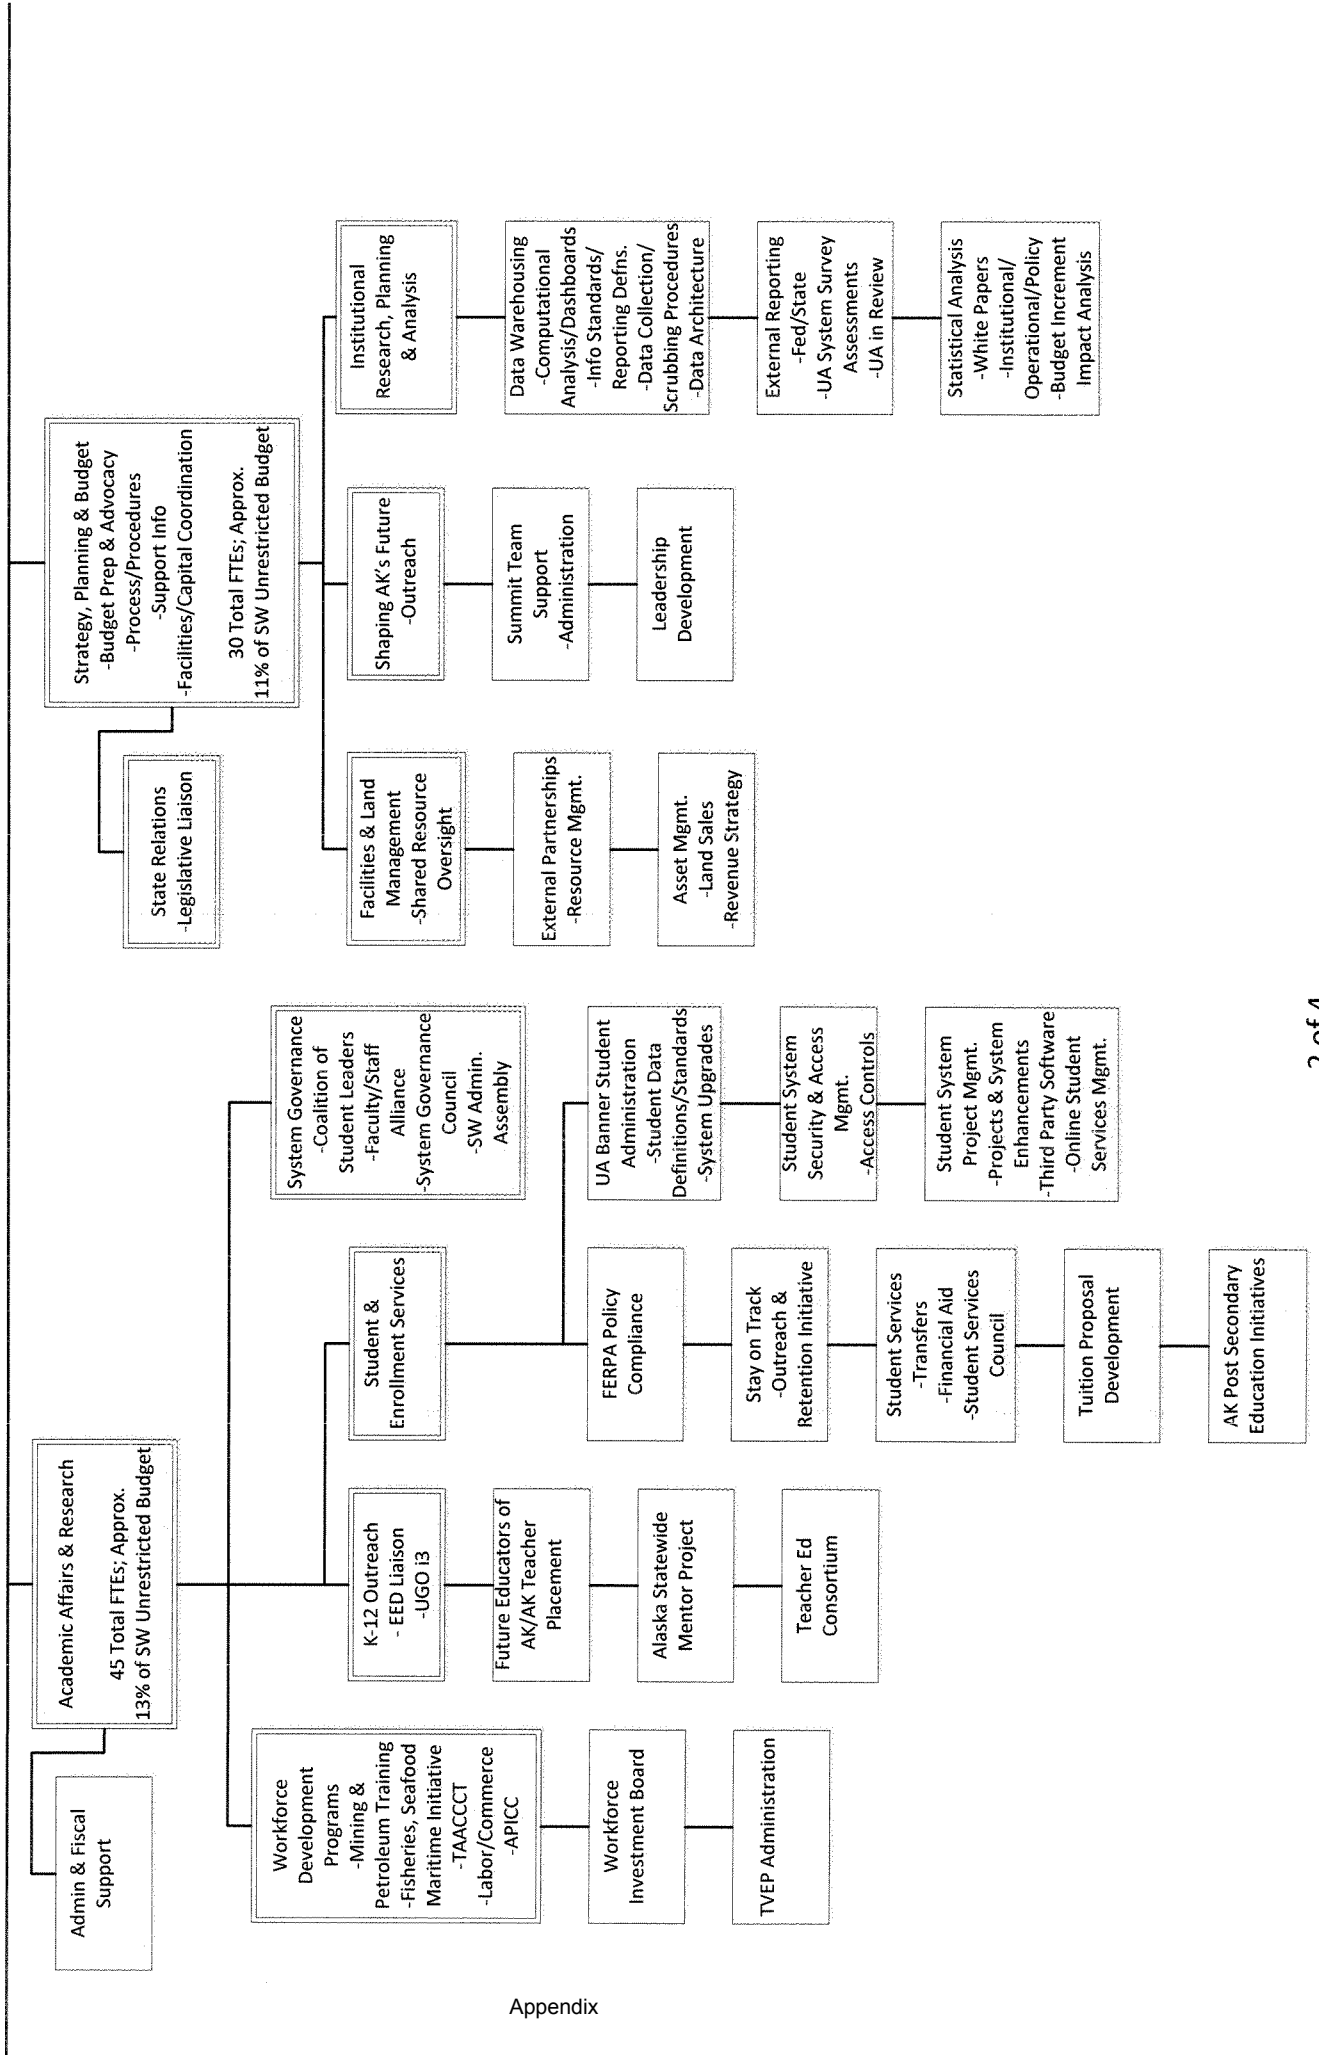 Admin & Fiscal
Support
Academic Affairs & Research
45 Total FTEs; Approx.
13% of SW Unrestricted Budget
State Relations
-Legislative Liaison
Strategy, Planning & Budget
-Budget Prep & Advocacy
-Process/Procedures
-Support Info
-Facilities/Capital Coordination
30 Total FTEs; Approx.
11% of SW Unrestricted Budget
Workforce
Development
Programs
-Mining &
Petroleum Training
-Fisheries, Seafood
Maritime Initiative
-TAACCCT
-Labor/Commerce
-APICC
Workforce
Investment Board
TVEP Administration
K-12 Outreach
- EED Liaison
-UGO i3
Future Educators of
AK/AK Teacher
Placement
Alaska Statewide
Mentor Project
Teacher Ed
Consortium
Student &
Enrollment Services
FERPA Policy
Compliance
Stay on Track
-Outreach &
Retention Initiative
Student Services
-Transfers
-Financial Aid
-Student Services
Council
Tuition Proposal
Development
AK Post Secondary
Education Initiatives
System Governance
-Coalition of
Student Leaders
-Faculty/Staff
Alliance
-System Governance
Council
-SW Admin.
Assembly
UA Banner Student
Administration
-Student Data
Definitions/Standards
-System Upgrades
Student System
Security & Access
Mgmt.
-Access Controls
Student System
Project Mgmt.
-Projects & System
Enhancements
-Third Party Software
-Online Student
Services Mgmt.
Facilities & Land
Management
-Shared Resource
Oversight
External Partnerships
-Resource Mgmt.
Asset Mgmt.
-Land Sales
-Revenue Strategy
Shaping AK's Future
-Outreach
Summit Team
Support
-Administration
Leadership
Development
Institutional
Research, Planning
& Analysis
Data Warehousing
-Computational
Analysis/Dashboards
-Info Standards/
Reporting Defns.
-Data Collection/
Scrubbing Procedures
-Data Architecture
External Reporting
-Fed/State
-UA System Survey
Assessments
-UA in Review
Statistical Analysis
-White Papers
-Institutional/
Operational/Policy
-Budget Increment
Impact Analysis
Appendix